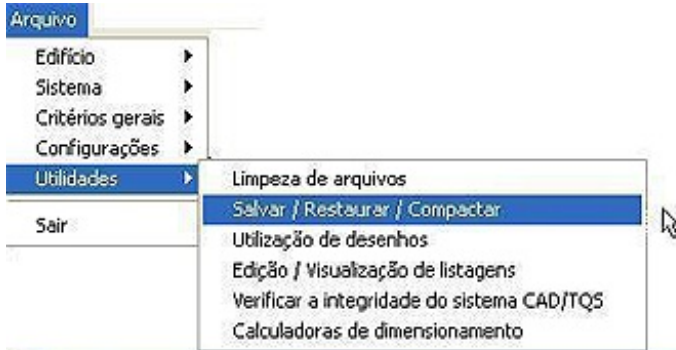 Arquivo
Edifício
Sistema
Critérios gerais
Configurações
Utilidades
Sair
Limpeza de arquivos
Salvar / Restaurar / Compactar
Utilização de desenhos
Edição / Visualização de listagens
Verificar a integridade do sistema CAD/TQS
Calculadoras de dimensionamento